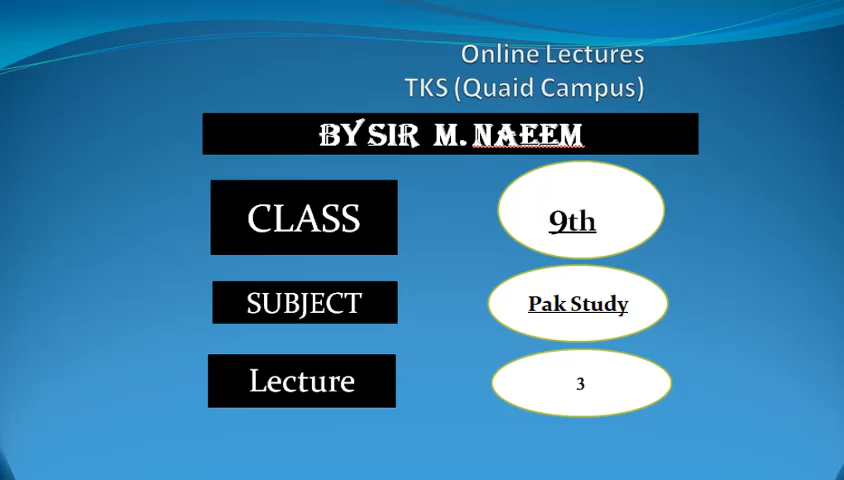 Online Lectures
TKS (Quaid Campus)
BY SIR M. NAEEM
CLASS
9th
SUBJECT
Pak Study
Lecture
3